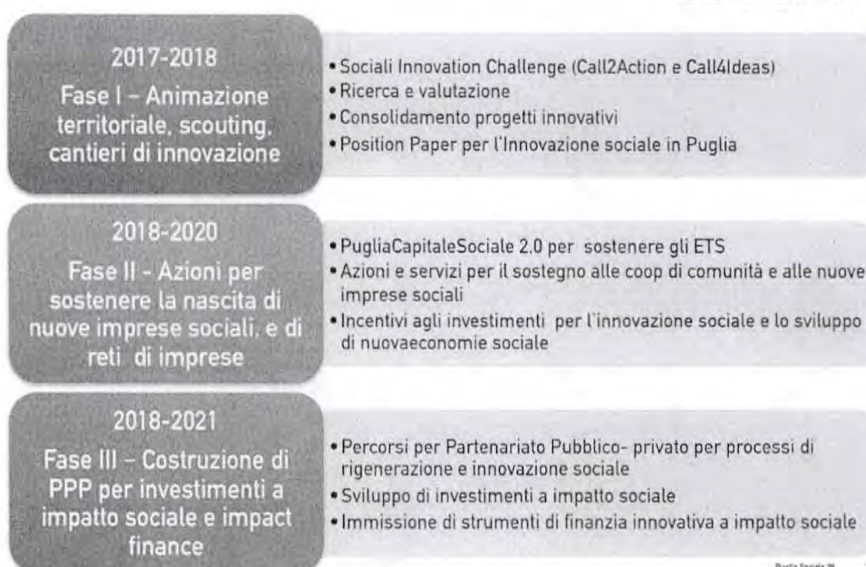 2017-2018
Fase I – Animazione
territoriale, scouting,
cantieri di innovazione
• Sociali Innovation Challenge (Call2Action e Call4Ideas)
• Ricerca e valutazione
• Consolidamento progetti innovativi
• Position Paper per l'Innovazione sociale in Puglia
2018-2020
Fase II - Azioni per
sostenere la nascita di
nuove imprese sociali, e di
reti di imprese
• PugliaCapitaleSociale 2.0 per sostenere gli ETS
• Azioni e servizi per il sostegno alle coop di comunità e alle nuove
imprese sociali
• Incentivi agli investimenti per l'innovazione sociale e lo sviluppo
di nuovaeconomie sociale
2018-2021
Fase III – Costruzione di
PPP per investimenti a
impatto sociale e impact
finance
• Percorsi per Partenariato Pubblico- privato per processi di
rigenerazione e innovazione sociale
• Sviluppo di investimenti a impatto sociale
• Immissione di strumenti di finanzia innovativa a impatto sociale